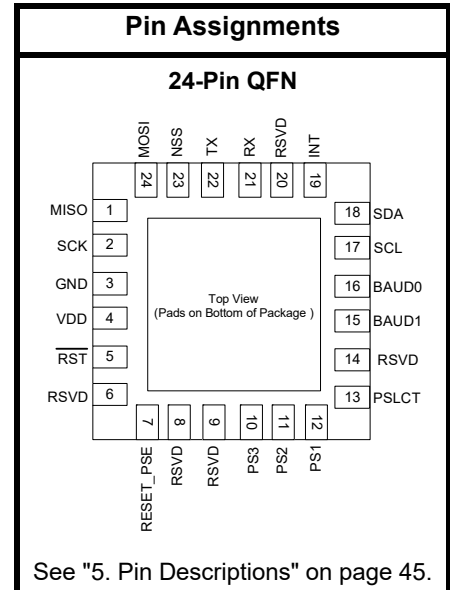 Pin Assignments
24-Pin QFN
MOSI
NSS
TX
RX
RSVD
INT
24
23
22
21
20
19
MISO 1
SCK 2
GND 3
VDD 4
RST 5
RSVD 6
18 SDA
17 SCL
16 BAUD0
15 BAUD1
14 RSVD
13 PSLCT
Top View
(Pads on Bottom of Package )
7
8
9
10
11
12
RESET_PSE
RSVD
RSVD
PS3
PS2
PS1
See "5. Pin Descriptions" on page 45.